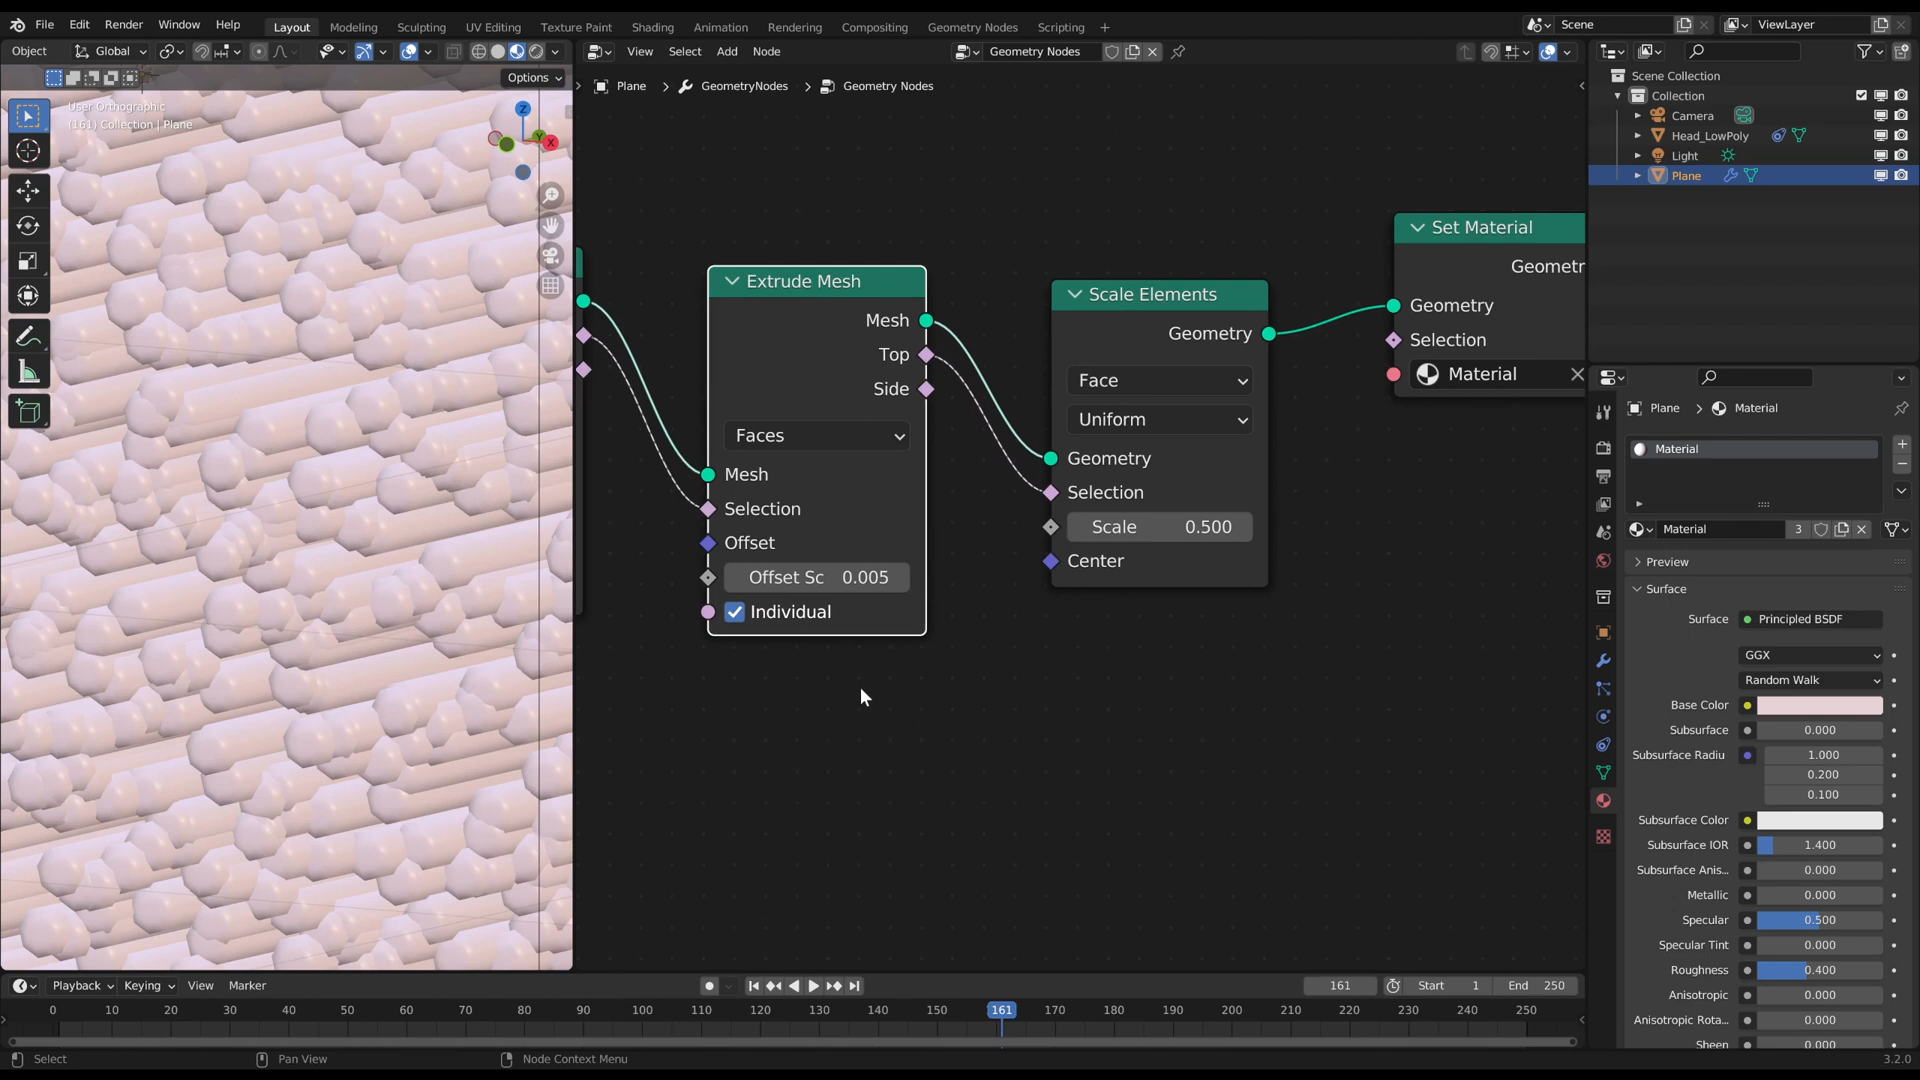 File Edit Render Window Help Layout Modeling Sculpting UV Editing Texture Paint Shading Animation Rendering Compositing Geometry Nodes Scripting + Scene ViewLayer
Object Global View Select Add Node Geometry Nodes
Options
Plane > GeometryNodes > Geometry Nodes
User Orthographic
(161) Collection | Plane
Z
Y
X
Extrude Mesh
Mesh
Top
Side
Faces
Mesh
Selection
Offset
Offset Sc 0.005
Individual
Scale Elements
Geometry
Face
Uniform
Geometry
Selection
Scale 0.500
Center
Set Material
Geometr
Geometry
Selection
Material
Scene Collection
Collection
Camera
Head_LowPoly
Light
Plane
Plane > Material
Material
Material 3
Preview
Surface
Surface Principled BSDF
GGX
Random Walk
Base Color
Subsurface 0.000
Subsurface Radiu 1.000
0.200
0.100
Subsurface Color
Subsurface IOR 1.400
Subsurface Anis... 0.000
Metallic 0.000
Specular 0.500
Specular Tint 0.000
Roughness 0.400
Anisotropic 0.000
Anisotropic Rota... 0.000
Sheen 0.000
Playback Keying View Marker 161 Start 1 End 250
0 10 20 30 40 50 60 70 80 90 100 110 120 130 140 150 161 170 180 190 200 210 220 230 240 250
Select Pan View Node Context Menu 3.2.0